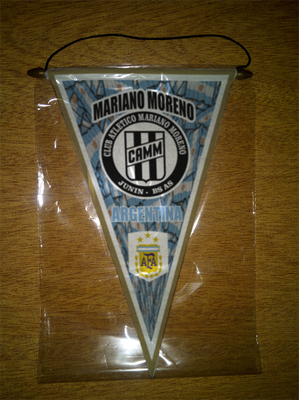 MARIANO MORENO
CLUB ATLETICO MARIANO MORENO
CAMM
JUNIN - BS AS
ARGENTINA
AFA